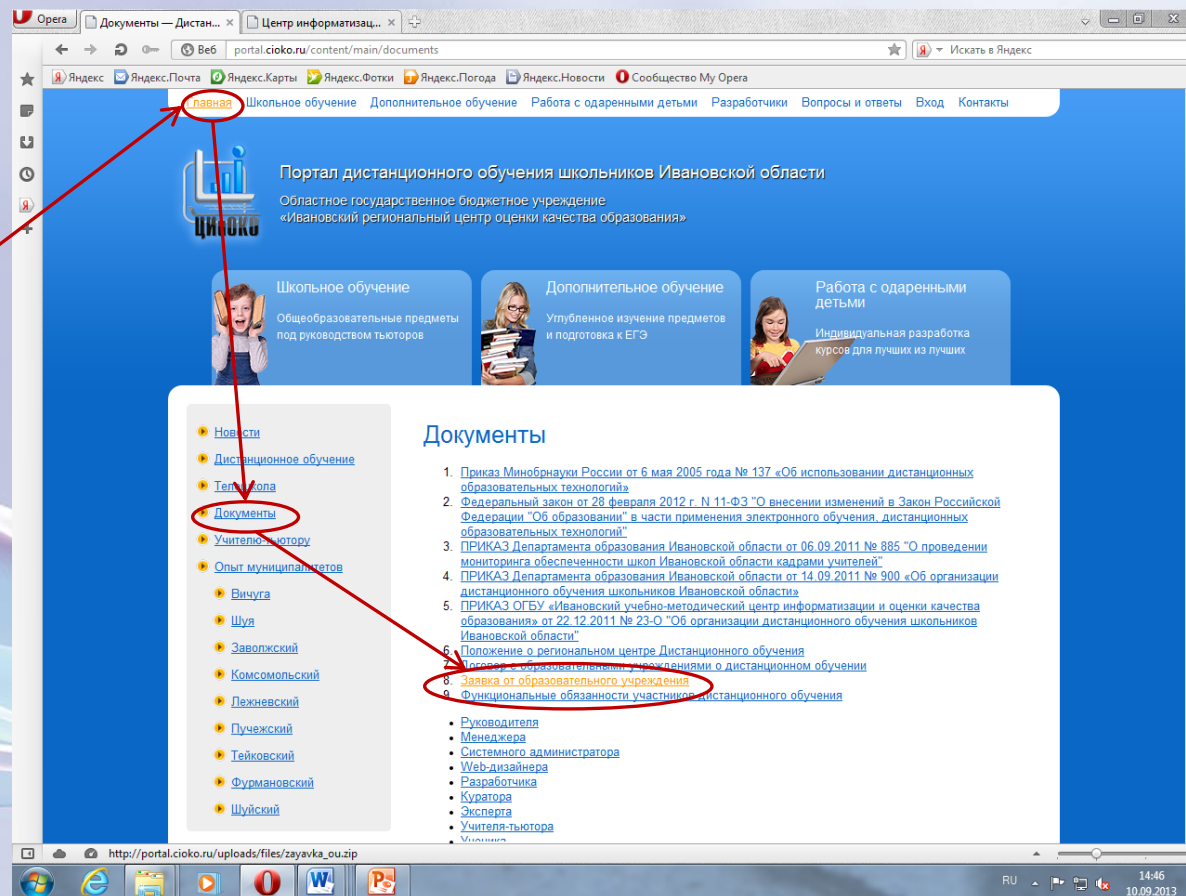 Opera
Документы — Дистан...
Центр информатизац...
Веб
portal.cioko.ru/content/main/documents
Искать в Яндекс
Яндекс
Яндекс.Почта
Яндекс.Карты
Яндекс.Фотки
Яндекс.Погода
Яндекс.Новости
Сообщество My Opera
Главная Школьное обучение Дополнительное обучение Работа с одаренными детьми Разработчики Вопросы и ответы Вход Контакты
Портал дистанционного обучения школьников Ивановской области
Областное государственное бюджетное учреждение
«Ивановский региональный центр оценки качества образования»
ЦИОКО
Школьное обучение
Общеобразовательные предметы
под руководством тьюторов
Дополнительное обучение
Углубленное изучение предметов
и подготовка к ЕГЭ
Работа с одаренными
детьми
Индивидуальная разработка
курсов для лучших из лучших
Новости
Дистанционное обучение
Телешкола
Документы
Учителю-тьютору
Опыт муниципалитетов
Вичуга
Шуя
Заволжский
Комсомольский
Лежневский
Пучежский
Тейковский
Фурмановский
Шуйский
Документы
1. Приказ Минобрнауки России от 6 мая 2005 года № 137 «Об использовании дистанционных
образовательных технологий»
2. Федеральный закон от 28 февраля 2012 г. N 11-ФЗ "О внесении изменений в Закон Российской
Федерации "Об образовании" в части применения электронного обучения, дистанционных
образовательных технологий"
3. ПРИКАЗ Департамента образования Ивановской области от 06.09.2011 № 885 "О проведении
мониторинга обеспеченности школ Ивановской области кадрами учителей"
4. ПРИКАЗ Департамента образования Ивановской области от 14.09.2011 № 900 «Об организации
дистанционного обучения школьников Ивановской области»
5. ПРИКАЗ ОГБУ «Ивановский учебно-методический центр информатизации и оценки качества
образования» от 22.12.2011 № 23-О "Об организации дистанционного обучения школьников
Ивановской области"
6. Положение о региональном центре Дистанционного обучения
7. Договор с образовательными учреждениями о дистанционном обучении
8. Заявка от образовательного учреждения
9. Функциональные обязанности участников дистанционного обучения
Руководителя
Менеджера
Системного администратора
Web-дизайнера
Разработчика
Куратора
Эксперта
Учителя-тьютора
Ученика
http://portal.cioko.ru/uploads/files/zayavka_ou.zip
RU
14:46
10.09.2013